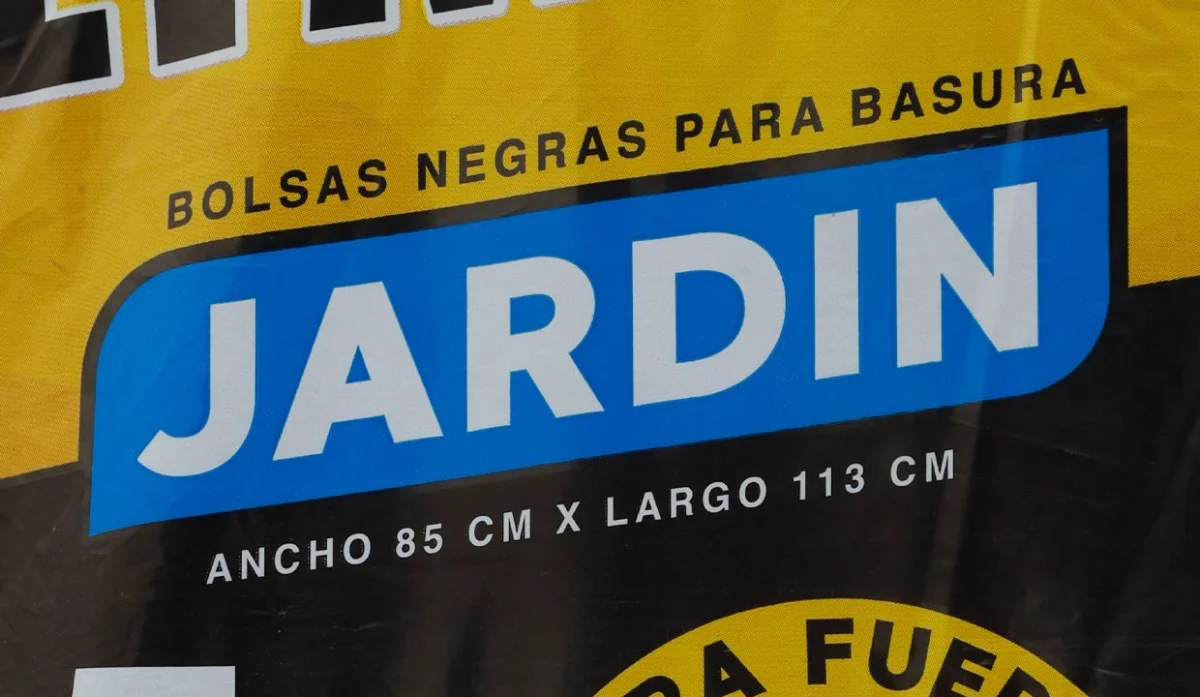 BOLSAS NEGRAS PARA BASURA
JARDIN
ANCHO 85 CM X LARGO 113 CM